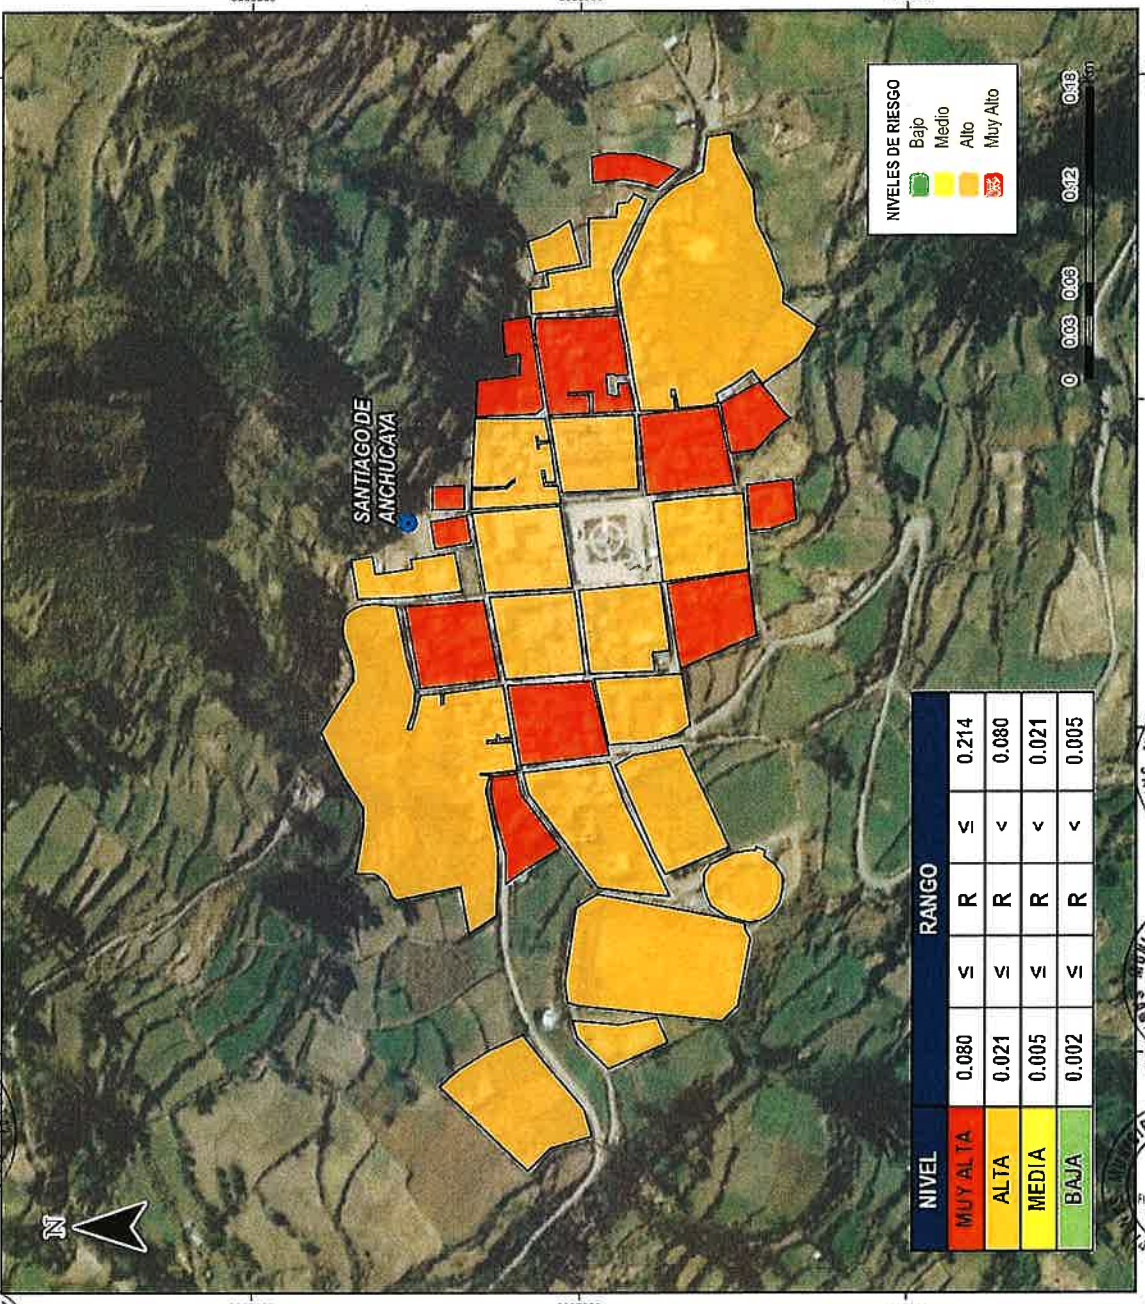 N
SANTIAGO DE
ANCHUCAYA
NIVELES DE RIESGO
Bajo
Medio
Alto
Muy Alto
0 0.03 0.06 0.12 0.18
Km
NIVEL RANGO
MUY ALTA 0.080 ≤ R ≤ 0.214
ALTA 0.021 ≤ R < 0.080
MEDIA 0.005 ≤ R < 0.021
BAJA 0.002 ≤ R < 0.005